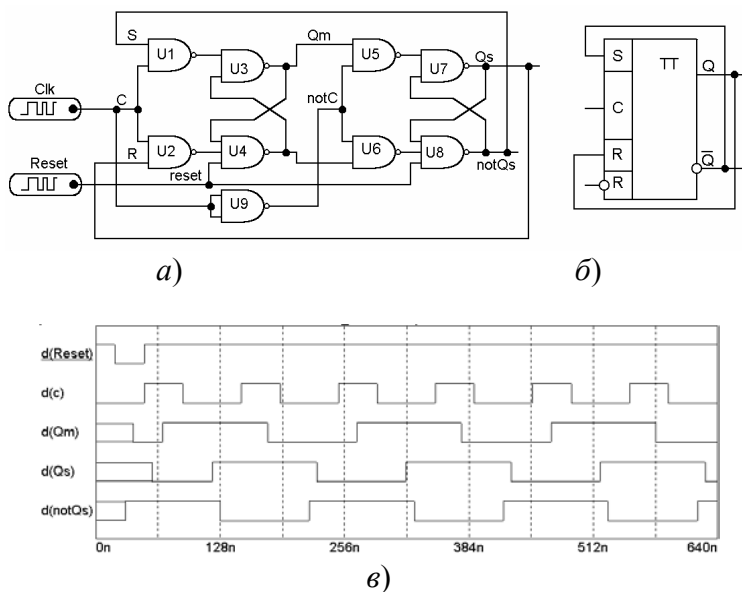 S U1 U3 Qm U5 U7 Qs
Clk C notC
R U2 U4 U6 U8 notQs
Reset reset U9
S TT Q
C
R Q
R
а) б)
d(Reset)
d(c)
d(Qm)
d(Qs)
d(notQs)
0n 128n 256n 384n 512n 640n
в)